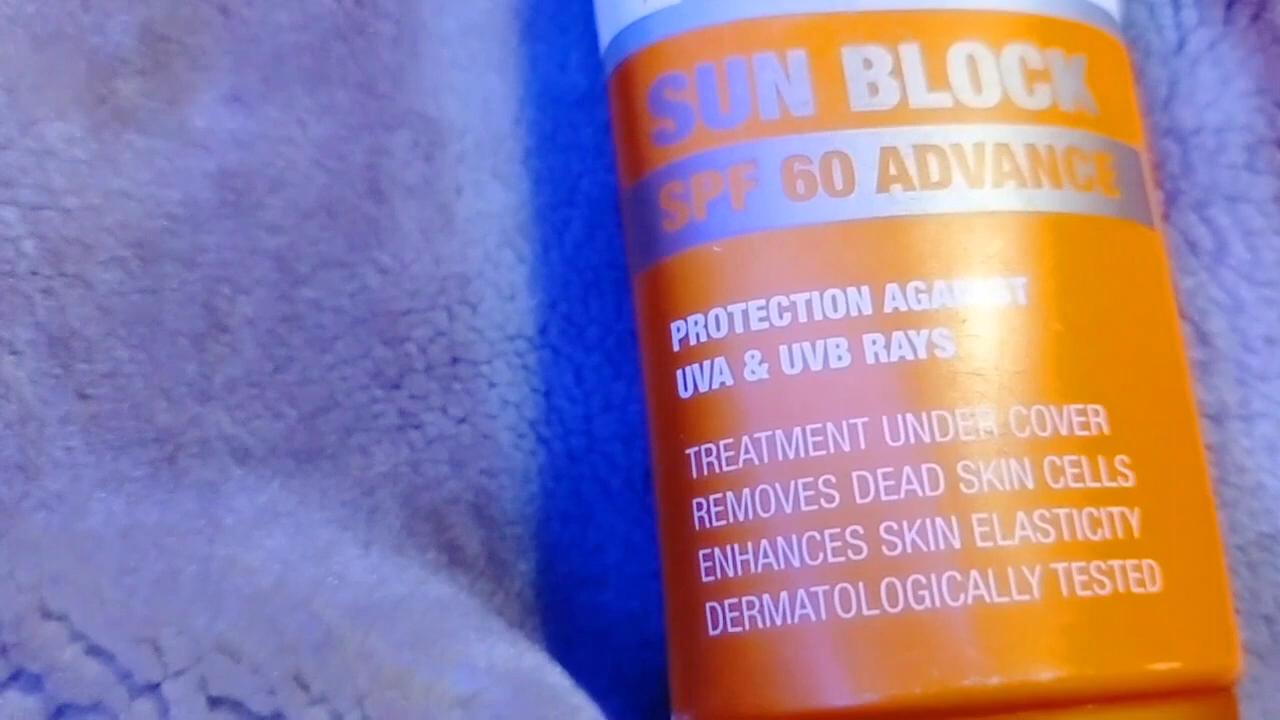 SUN BLOCK
SPF 60 ADVANCE
PROTECTION AGAINST
UVA & UVB RAYS
TREATMENT UNDER COVER
REMOVES DEAD SKIN CELLS
ENHANCES SKIN ELASTICITY
DERMATOLOGICALLY TESTED